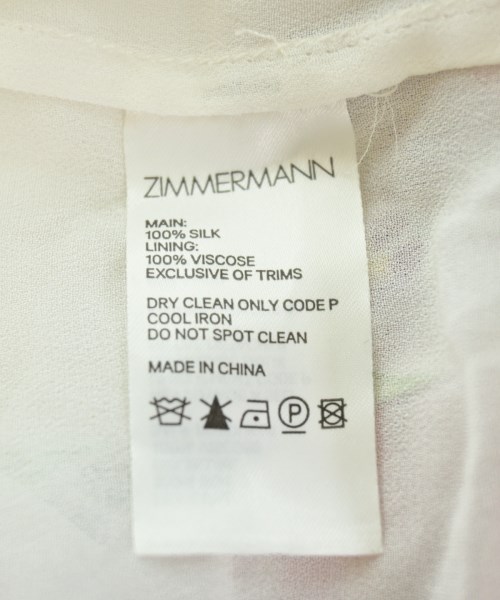 ZIMMERMANN
MAIN:
100% SILK
LINING:
100% VISCOSE
EXCLUSIVE OF TRIMS
DRY CLEAN ONLY CODE P
COOL IRON
DO NOT SPOT CLEAN
MADE IN CHINA
P